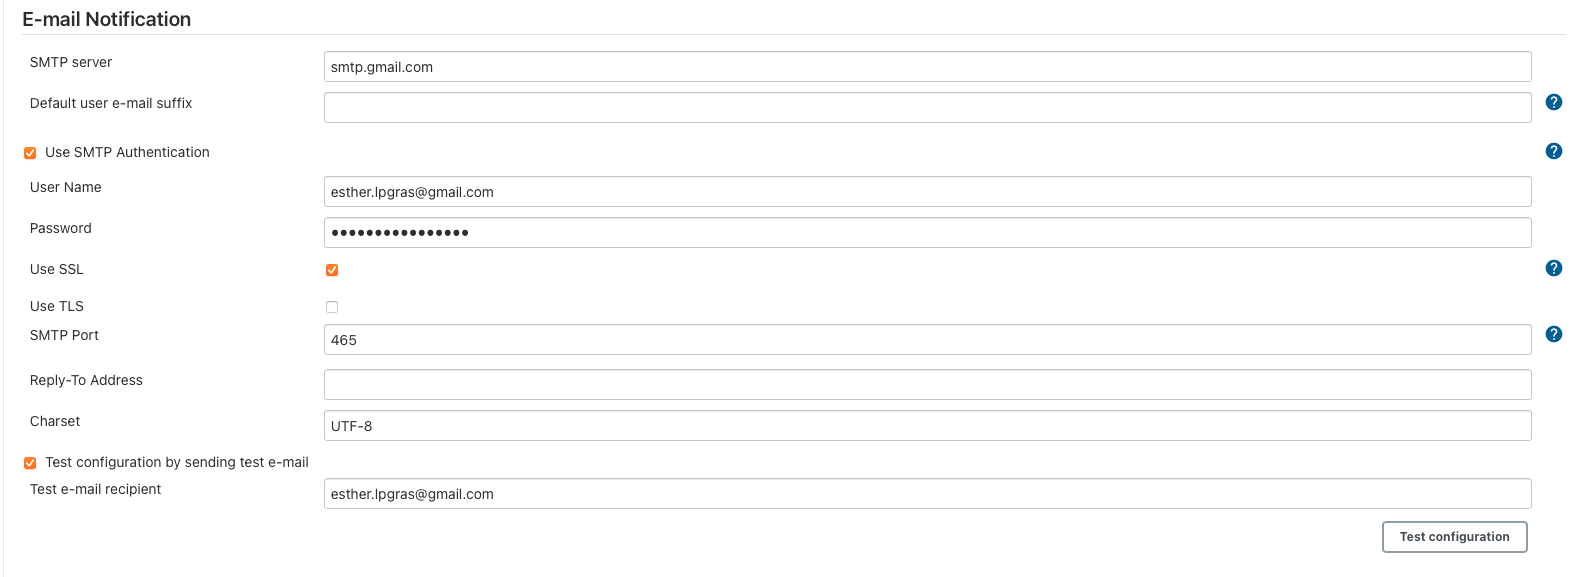 E-mail Notification
SMTP server
smtp.gmail.com
Default user e-mail suffix
?
Use SMTP Authentication
?
User Name
esther.lpgras@gmail.com
Password
••••••••••••••••
Use SSL
?
Use TLS
SMTP Port
465
?
Reply-To Address
Charset
UTF-8
Test configuration by sending test e-mail
Test e-mail recipient
esther.lpgras@gmail.com
Test configuration